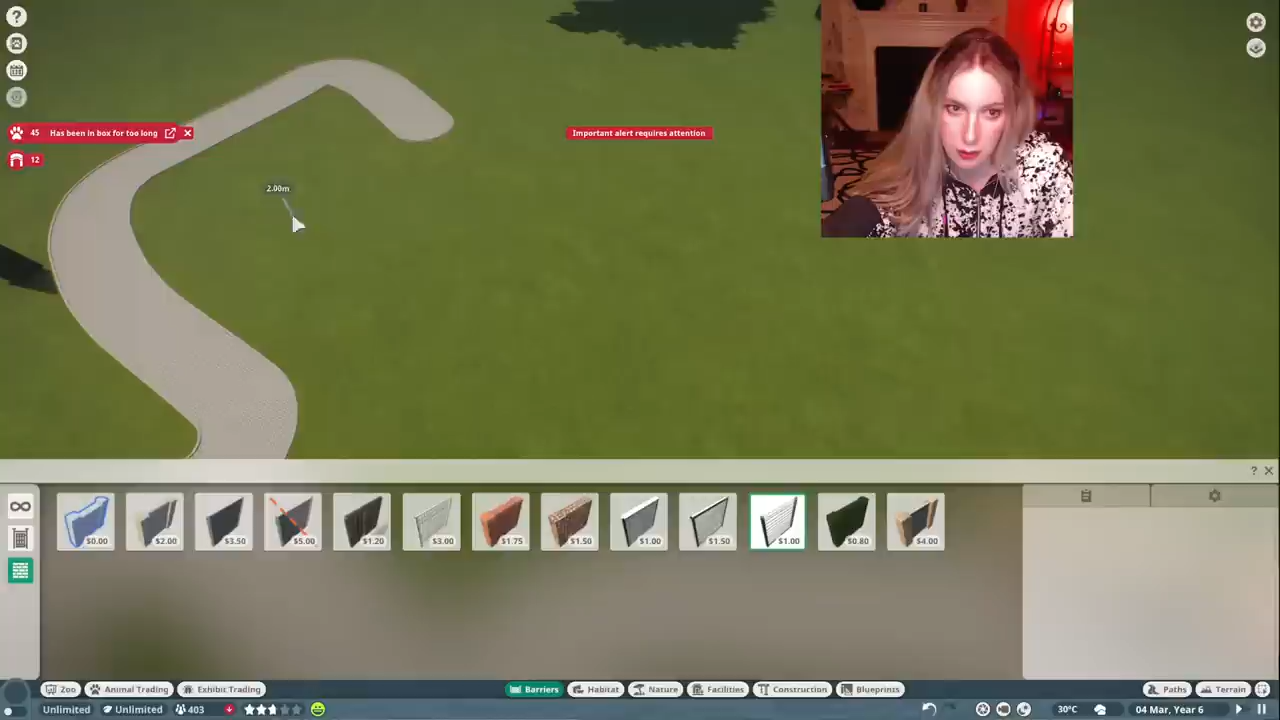 ?
45 Has been in box for too long
Important alert requires attention
12
2.00m
?
$0.00 $2.00 $3.50 $5.00 $1.20 $3.00 $1.75 $1.50 $1.00 $1.50 $1.00 $0.80 $4.00
Zoo Animal Trading Exhibit Trading Barriers Habitat Nature Facilities Construction Blueprints Paths Terrain
Unlimited Unlimited 403 30°C 04 Mar, Year 6